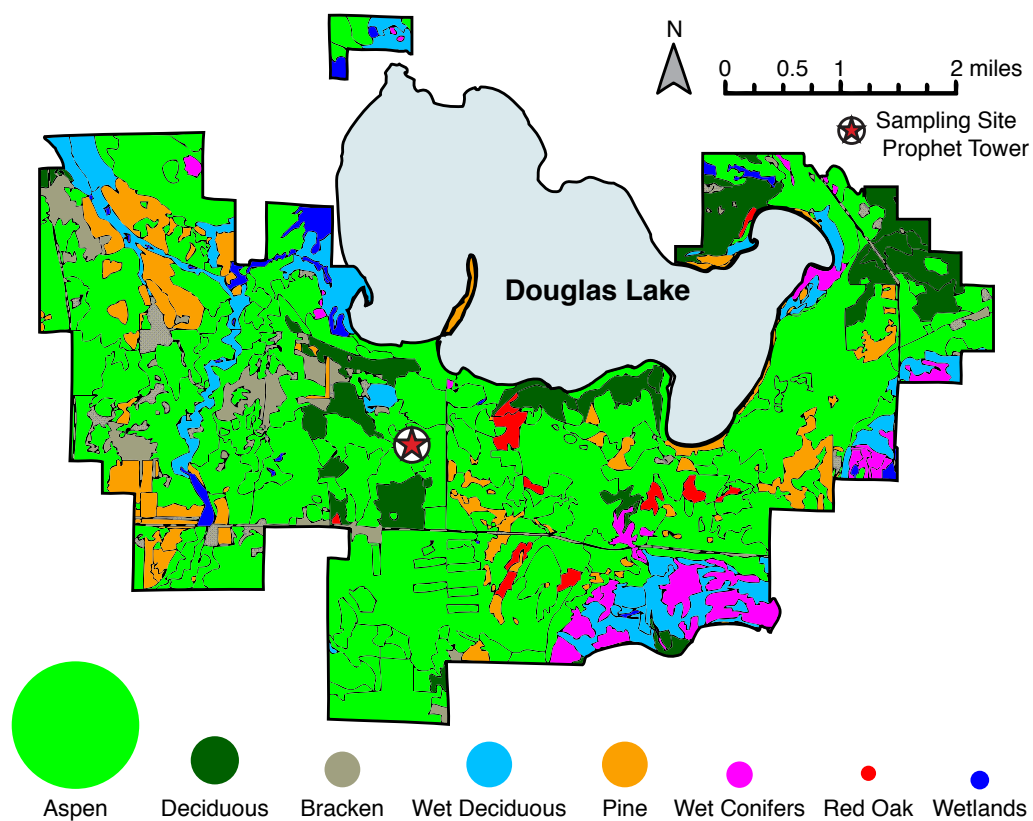 N
0 0.5 1 2 miles
Sampling Site
Prophet Tower
Douglas Lake
Aspen Deciduous Bracken Wet Deciduous Pine Wet Conifers Red Oak Wetlands